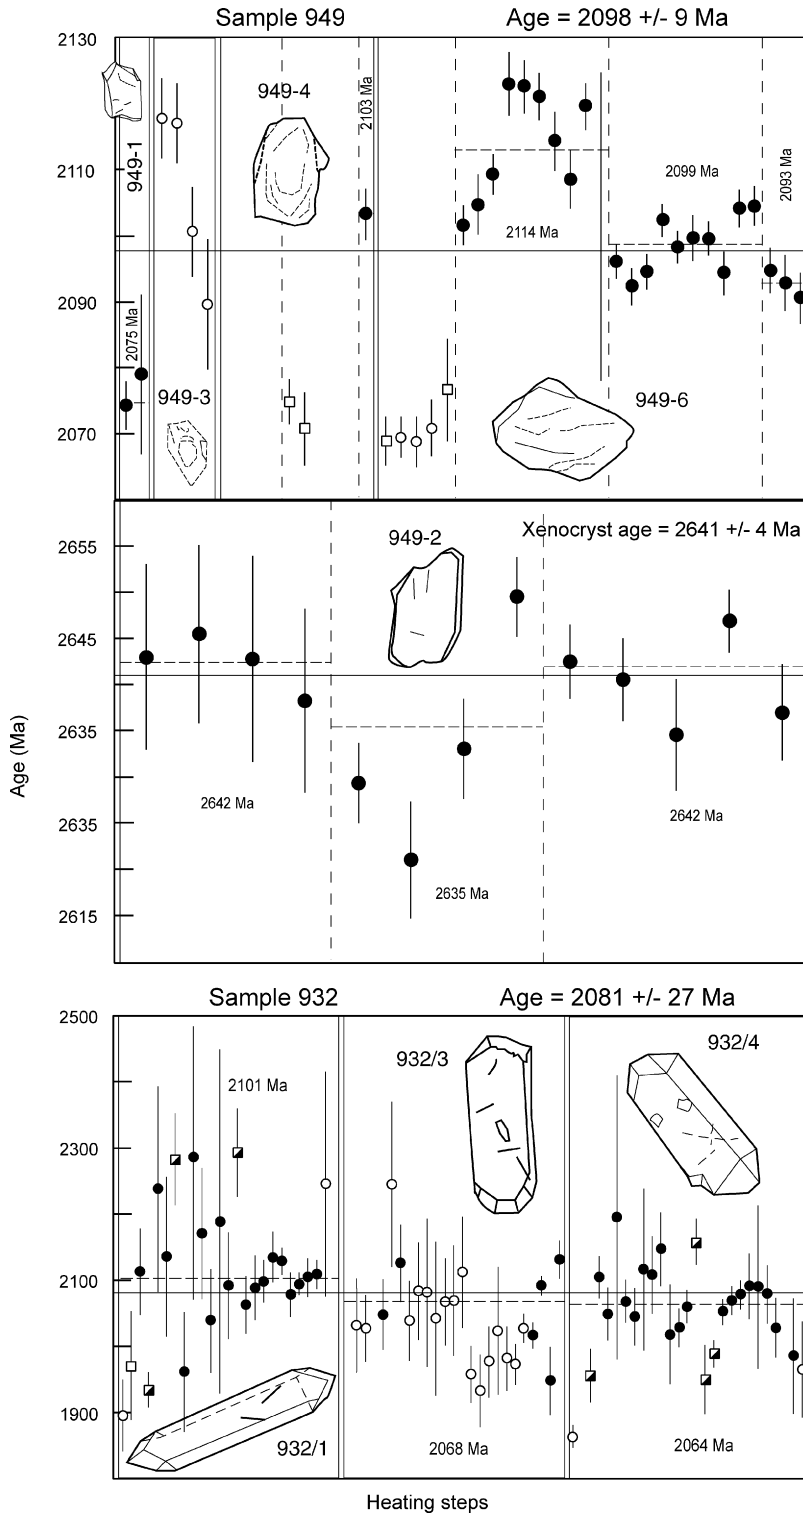 Sample 949 Age = 2098 +/- 9 Ma
2130
2110
2090
2070
949-1
2075 Ma
949-3
949-4
2103 Ma
2114 Ma
2099 Ma
2093 Ma
949-6
Xenocryst age = 2641 +/- 4 Ma
949-2
2655
2645
2635
2635
2615
2642 Ma
2635 Ma
2642 Ma
Age (Ma)
Sample 932 Age = 2081 +/- 27 Ma
2500
2300
2100
1900
2101 Ma
932/1
932/3
2068 Ma
932/4
2064 Ma
Heating steps